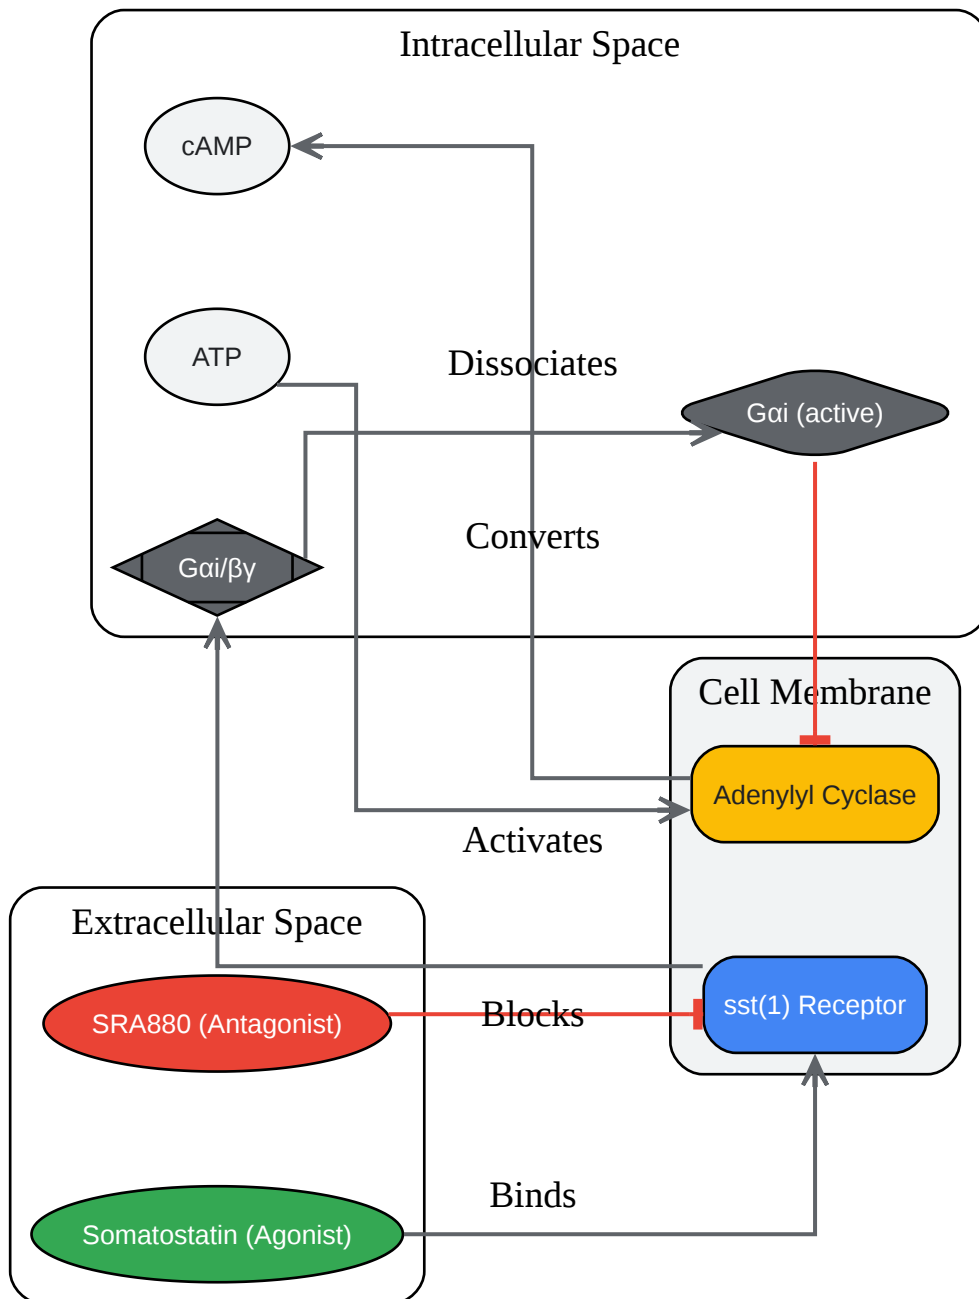 Intracellular Space
cAMP
ATP
Dissociates
Gαi (active)
Converts
Gαi/βγ
Cell Membrane
Adenylyl Cyclase
Activates
Extracellular Space
sst(1) Receptor
SRA880 (Antagonist)
Blocks
Binds
Somatostatin (Agonist)